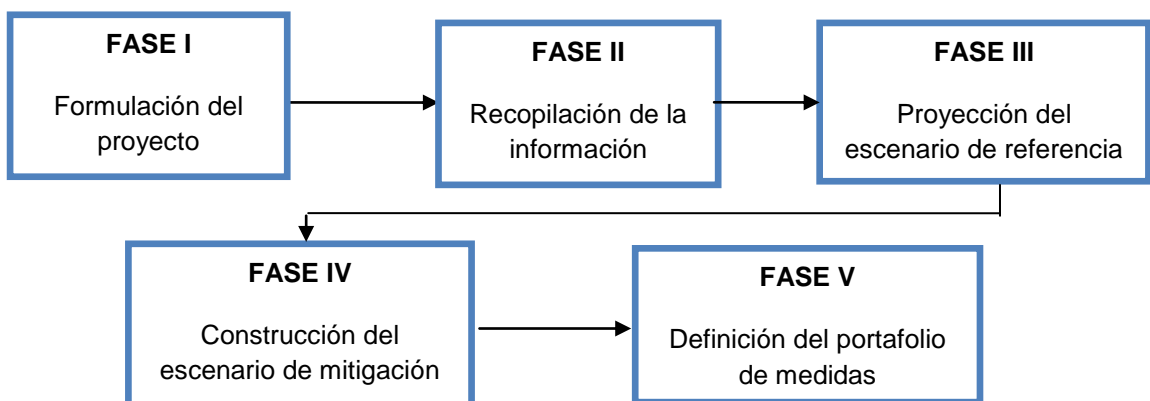 FASE I
Formulación del
proyecto
FASE II
Recopilación de la
información
FASE III
Proyección del
escenario de referencia
FASE IV
Construcción del
escenario de mitigación
FASE V
Definición del portafolio
de medidas